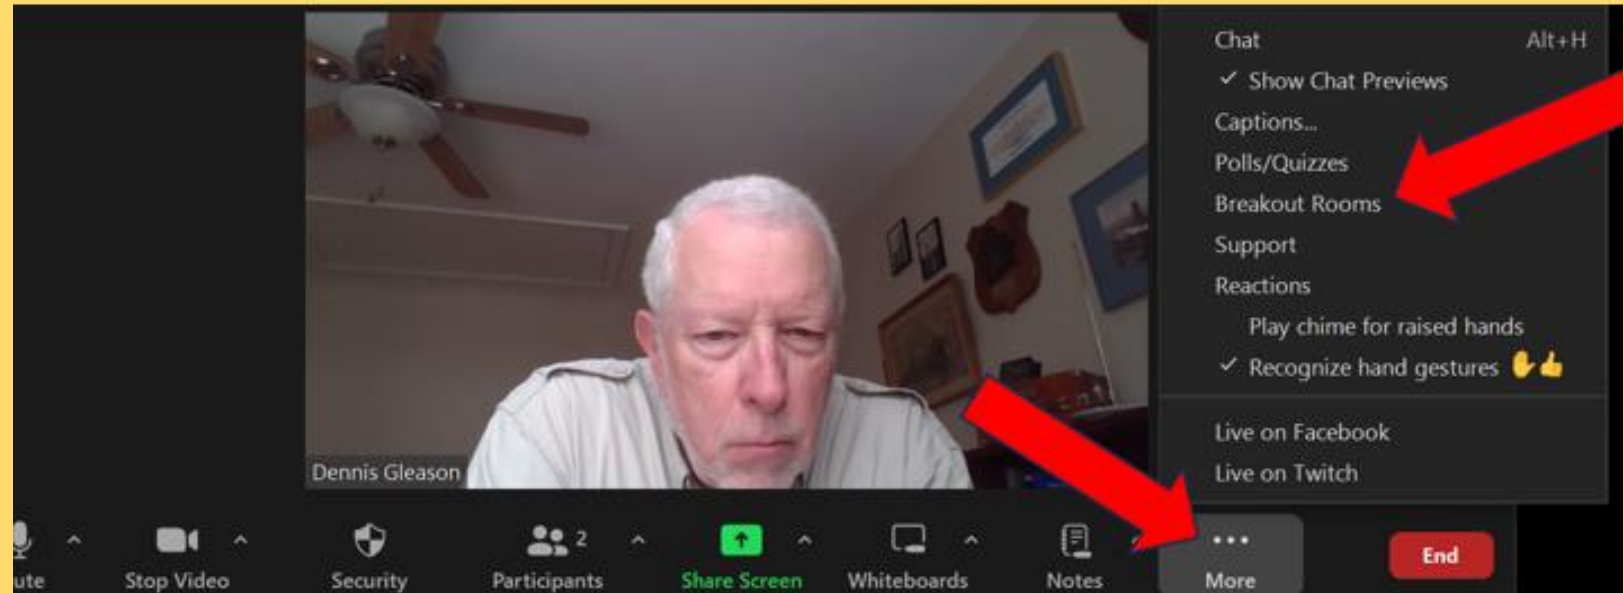 Chat Alt+H
✓ Show Chat Previews
Captions...
Polls/Quizzes
Breakout Rooms
Support
Reactions
Play chime for raised hands
✓ Recognize hand gestures ✋👍
Live on Facebook
Live on Twitch
Dennis Gleason
2
ute Stop Video Security Participants Share Screen Whiteboards Notes More End